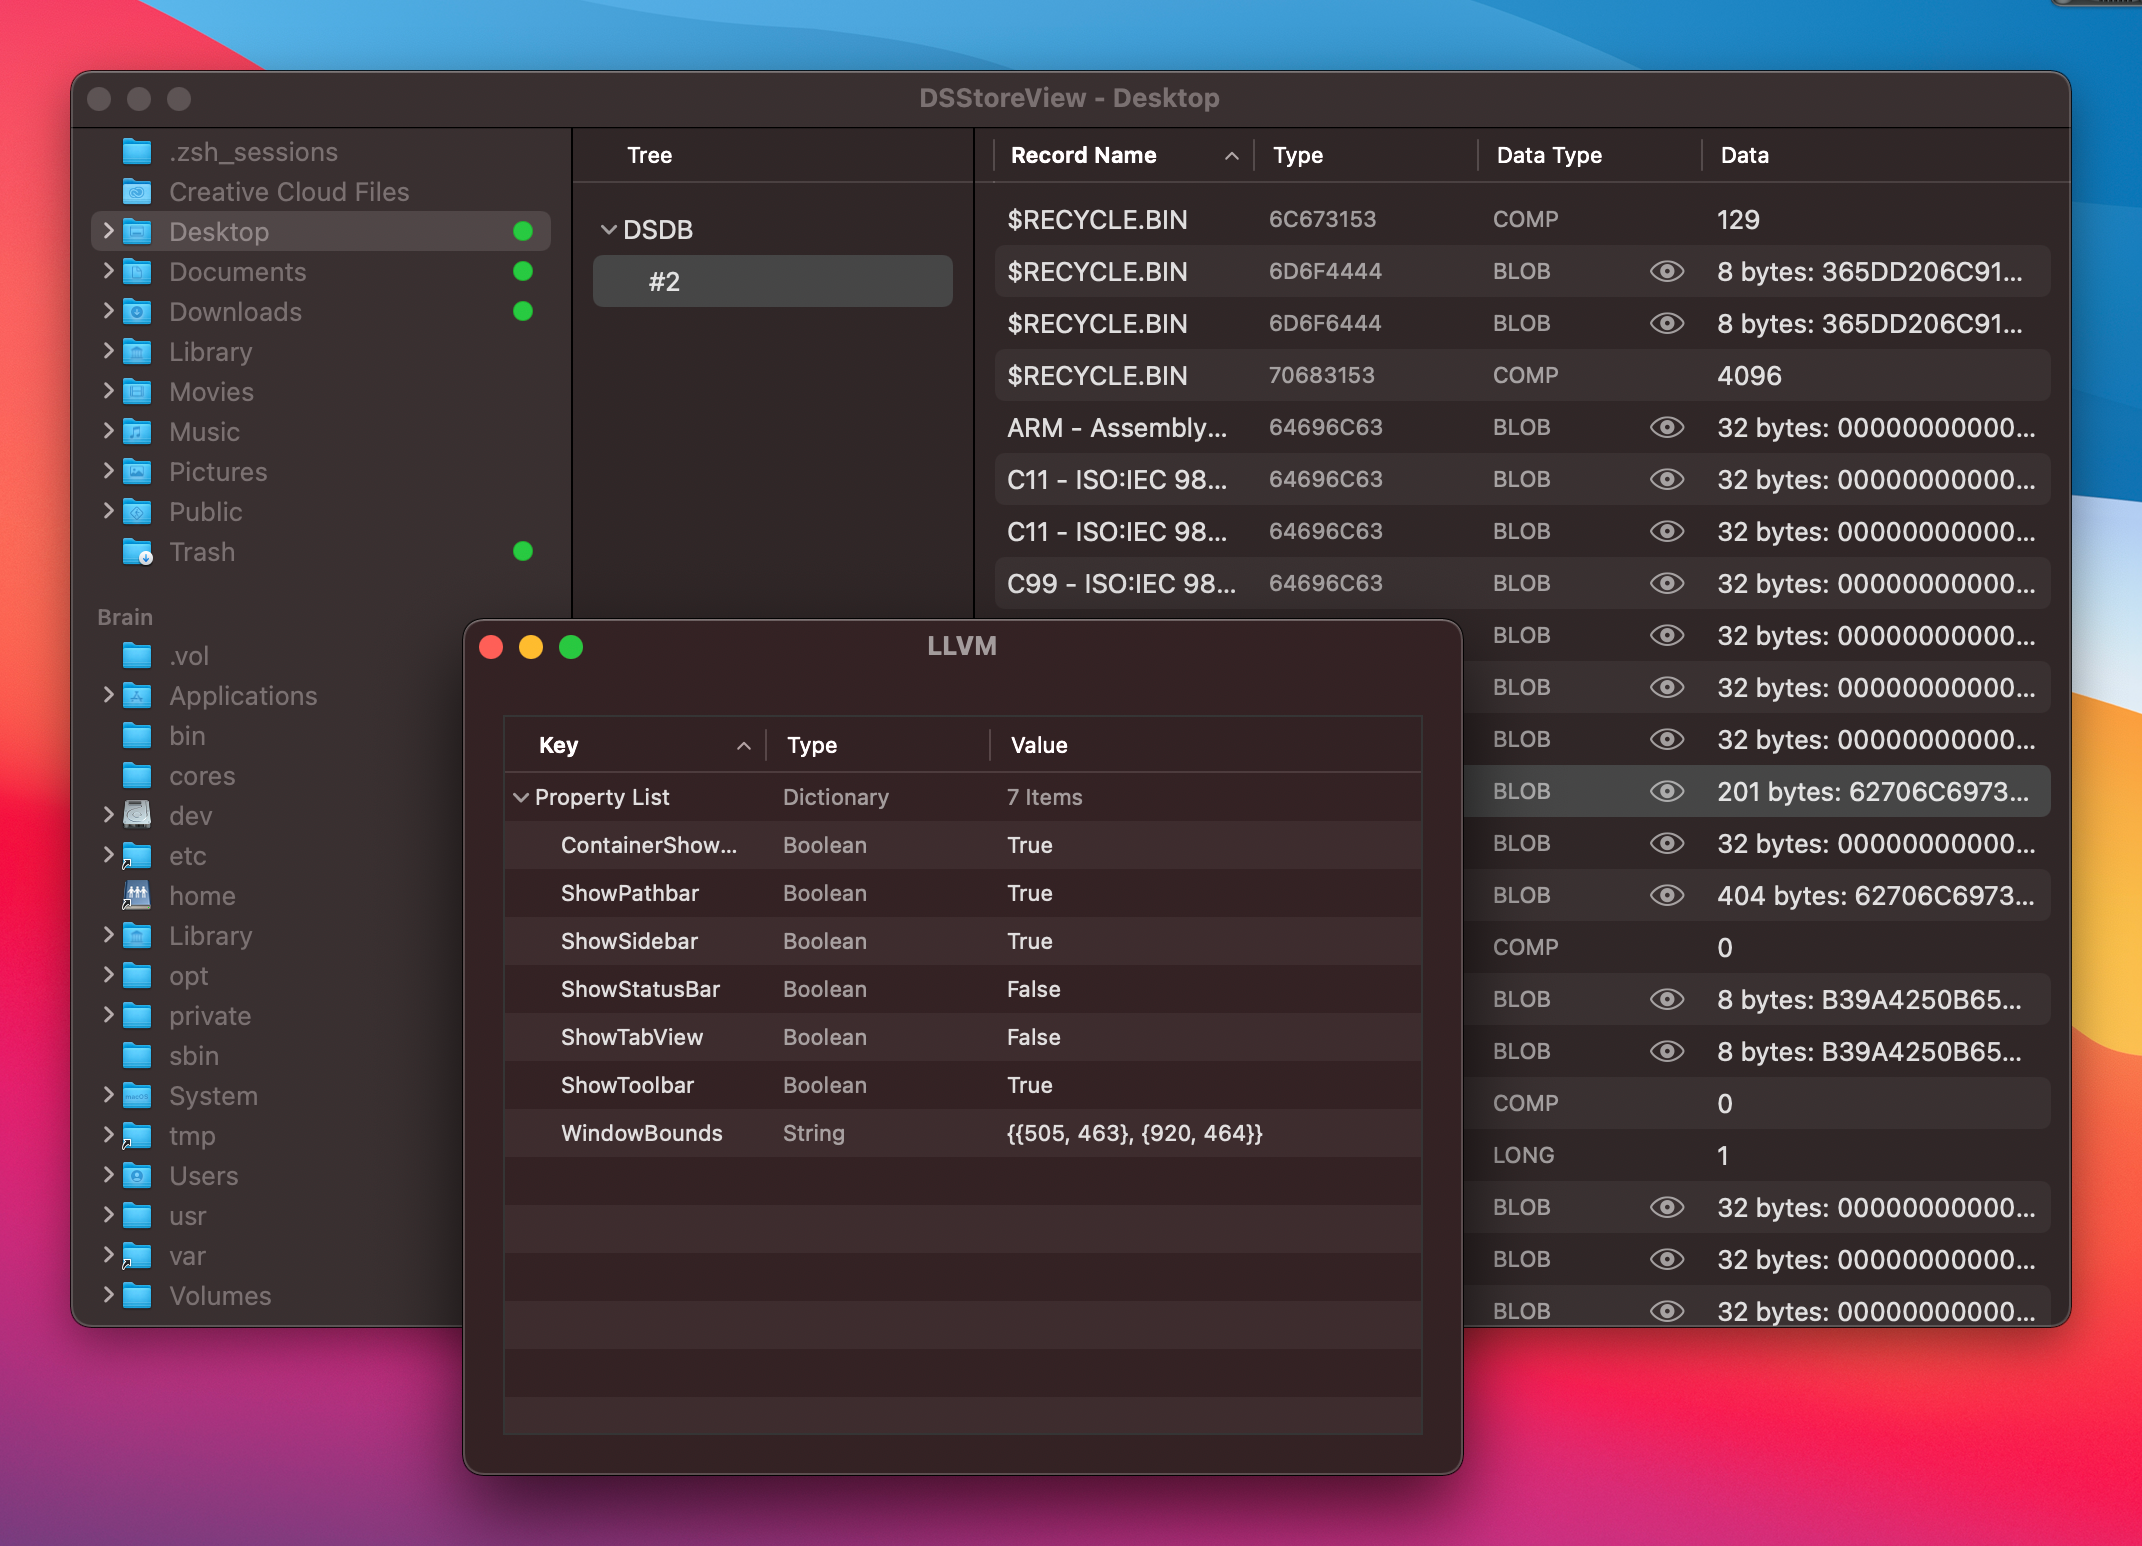 DSStoreView - Desktop
.zsh_sessions
Creative Cloud Files
Desktop
Documents
Downloads
Library
Movies
Music
Pictures
Public
Trash
Brain
.vol
Applications
bin
cores
dev
etc
home
Library
opt
private
sbin
System
tmp
Users
usr
var
Volumes
Tree
DSDB
#2
Record Name Type Data Type Data
$RECYCLE.BIN 6C673153 COMP 129
$RECYCLE.BIN 6D6F4444 BLOB 8 bytes: 365DD206C91...
$RECYCLE.BIN 6D6F6444 BLOB 8 bytes: 365DD206C91...
$RECYCLE.BIN 70683153 COMP 4096
ARM - Assembly... 64696C63 BLOB 32 bytes: 00000000000...
C11 - ISO:IEC 98... 64696C63 BLOB 32 bytes: 00000000000...
C11 - ISO:IEC 98... 64696C63 BLOB 32 bytes: 00000000000...
C99 - ISO:IEC 98... 64696C63 BLOB 32 bytes: 00000000000...
BLOB 32 bytes: 00000000000...
BLOB 32 bytes: 00000000000...
BLOB 32 bytes: 00000000000...
BLOB 201 bytes: 62706C6973...
BLOB 32 bytes: 00000000000...
BLOB 404 bytes: 62706C6973...
COMP 0
BLOB 8 bytes: B39A4250B65...
BLOB 8 bytes: B39A4250B65...
COMP 0
LONG 1
BLOB 32 bytes: 00000000000...
BLOB 32 bytes: 00000000000...
BLOB 32 bytes: 00000000000...
LLVM
Key Type Value
Property List Dictionary 7 Items
ContainerShow... Boolean True
ShowPathbar Boolean True
ShowSidebar Boolean True
ShowStatusBar Boolean False
ShowTabView Boolean False
ShowToolbar Boolean True
WindowBounds String {{505, 463}, {920, 464}}